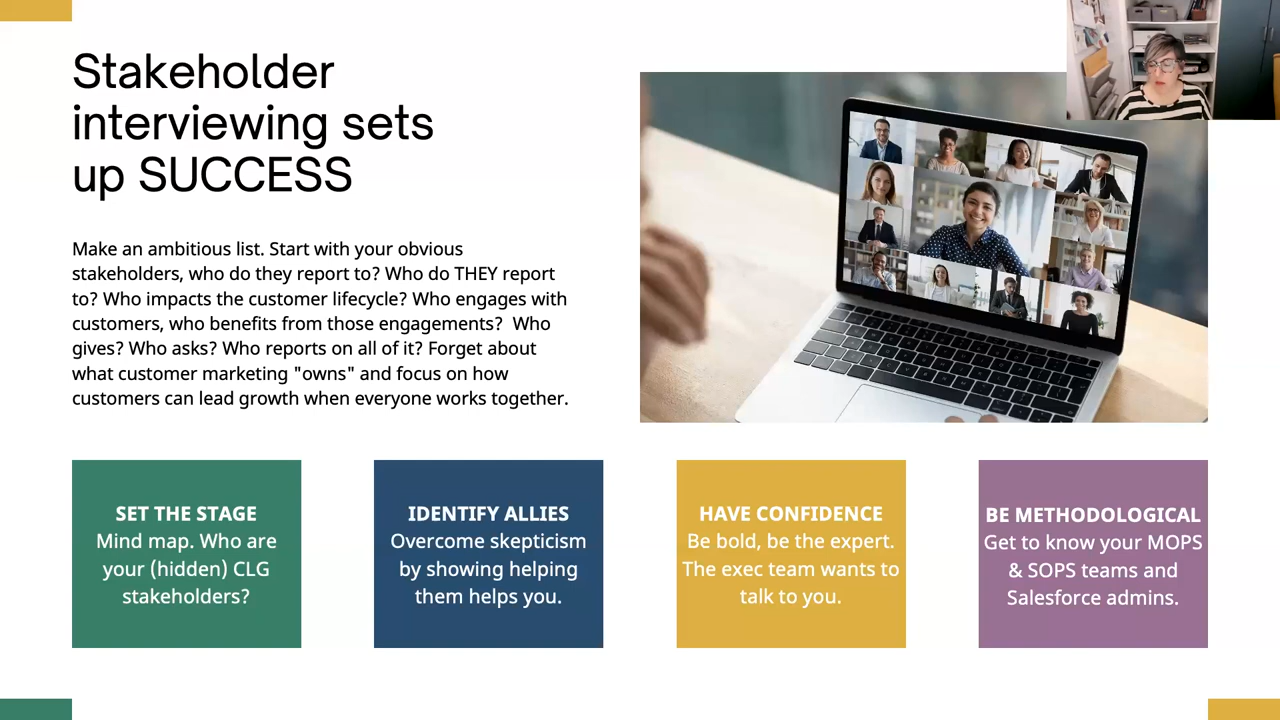 Stakeholder
interviewing sets
up SUCCESS
Make an ambitious list. Start with your obvious
stakeholders, who do they report to? Who do THEY report
to? Who impacts the customer lifecycle? Who engages with
customers, who benefits from those engagements?  Who
gives? Who asks? Who reports on all of it? Forget about
what customer marketing "owns" and focus on how
customers can lead growth when everyone works together.
SET THE STAGE
Mind map. Who are
your (hidden) CLG
stakeholders?
IDENTIFY ALLIES
Overcome skepticism
by showing helping
them helps you.
HAVE CONFIDENCE
Be bold, be the expert.
The exec team wants to
talk to you.
BE METHODOLOGICAL
Get to know your MOPS
& SOPS teams and
Salesforce admins.